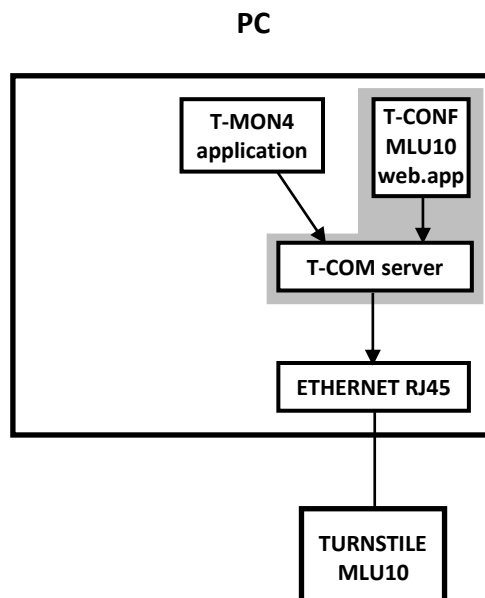 PC
T-MON4
application
T-CONF
MLU10
web.app
T-COM server
ETHERNET RJ45
TURNSTILE
MLU10